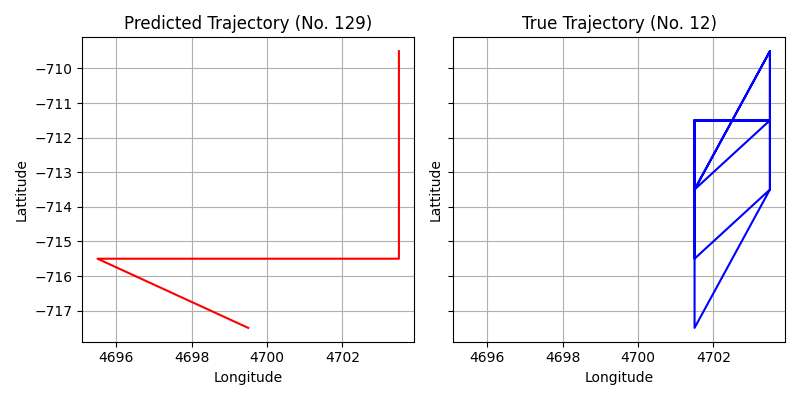 Predicted Trajectory (No. 129)
True Trajectory (No. 12)
Lattitude
−710
−711
−712
−713
−714
−715
−716
−717
4696
4698
4700
4702
Longitude
Lattitude
4696
4698
4700
4702
Longitude